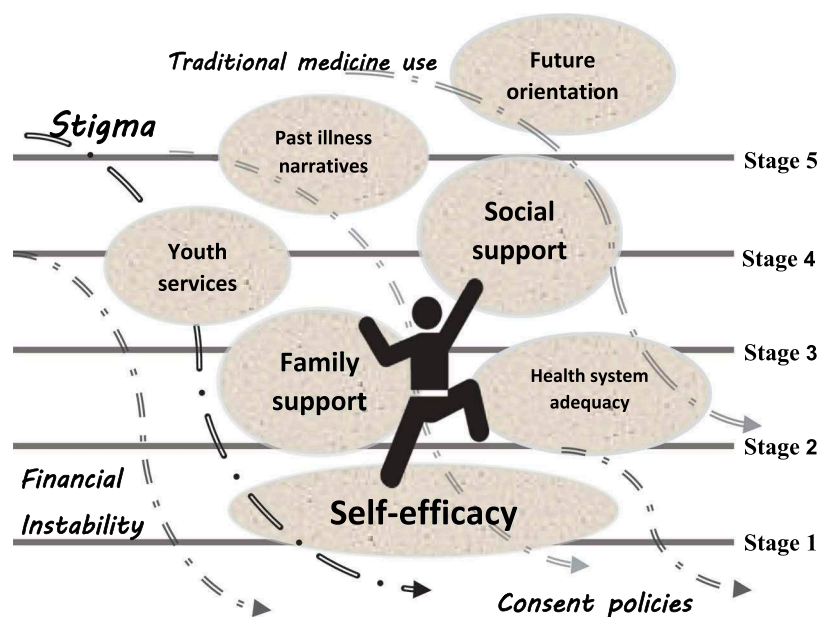 Traditional medicine use
Future
orientation
Stigma
Past illness
narratives
Stage 5
Social
support
Youth
services
Stage 4
Family
support
Stage 3
Health system
adequacy
Stage 2
Financial
Instability
Self-efficacy
Stage 1
Consent policies